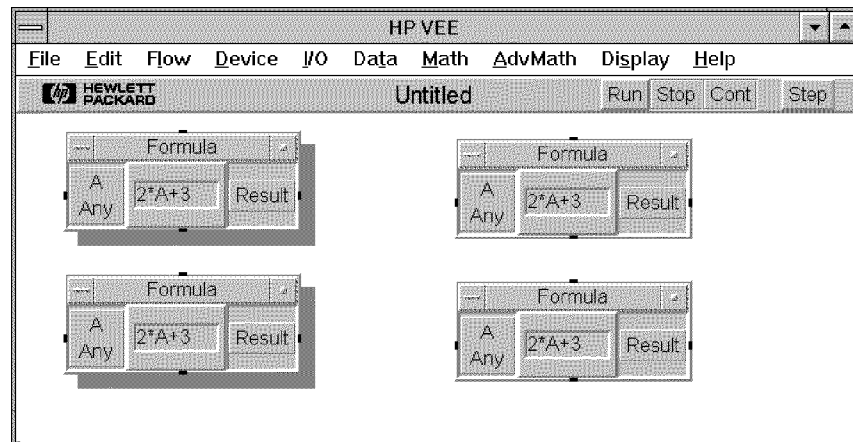 HP VEE
File Edit Flow Device I/O Data Math AdvMath Display Help
hp HEWLETT PACKARD Untitled Run Stop Cont Step
Formula Formula
A Any 2*A+3 Result A Any 2*A+3 Result
Formula Formula
A Any 2*A+3 Result A Any 2*A+3 Result